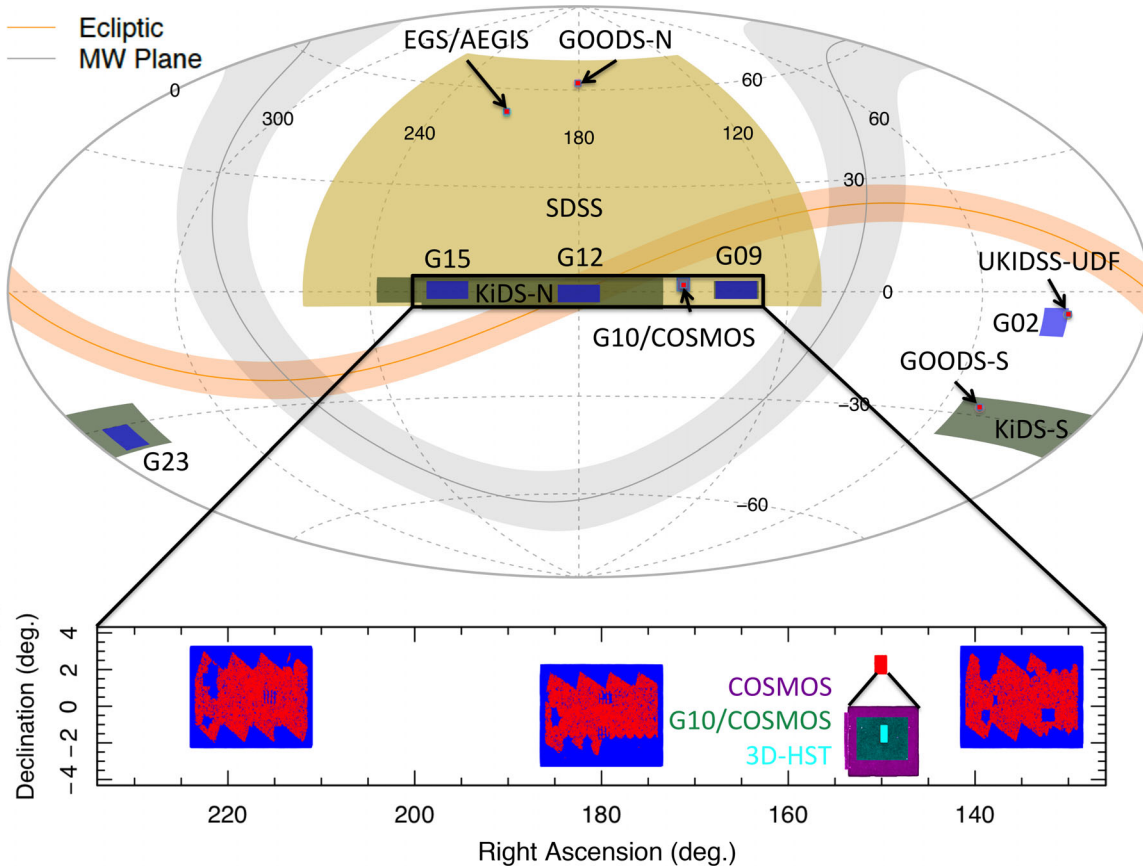 Ecliptic
MW Plane
EGS/AEGIS
GOODS-N
0
300
240
180
120
60
60
30
SDSS
G15
G12
G09
KiDS-N
0
UKIDSS-UDF
G02
G10/COSMOS
GOODS-S
-30
KiDS-S
G23
-60
4
2
0
-2
-4
Declination (deg.)
COSMOS
G10/COSMOS
3D-HST
220
200
180
160
140
Right Ascension (deg.)